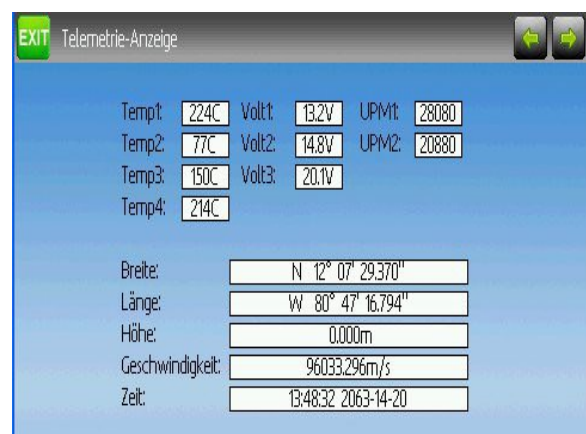 EXIT Telemetrie-Anzeige
Temp1: 224C Volt1: 13.2V UPM1: 28080
Temp2: 77C Volt2: 14.8V UPM2: 20880
Temp3: 150C Volt3: 20.1V
Temp4: 214C
Breite: N 12° 07' 29.370"
Länge: W 80° 47' 16.794"
Höhe: 0.000m
Geschwindigkeit: 96033.296m/s
Zeit: 13:48:32 2063-14-20